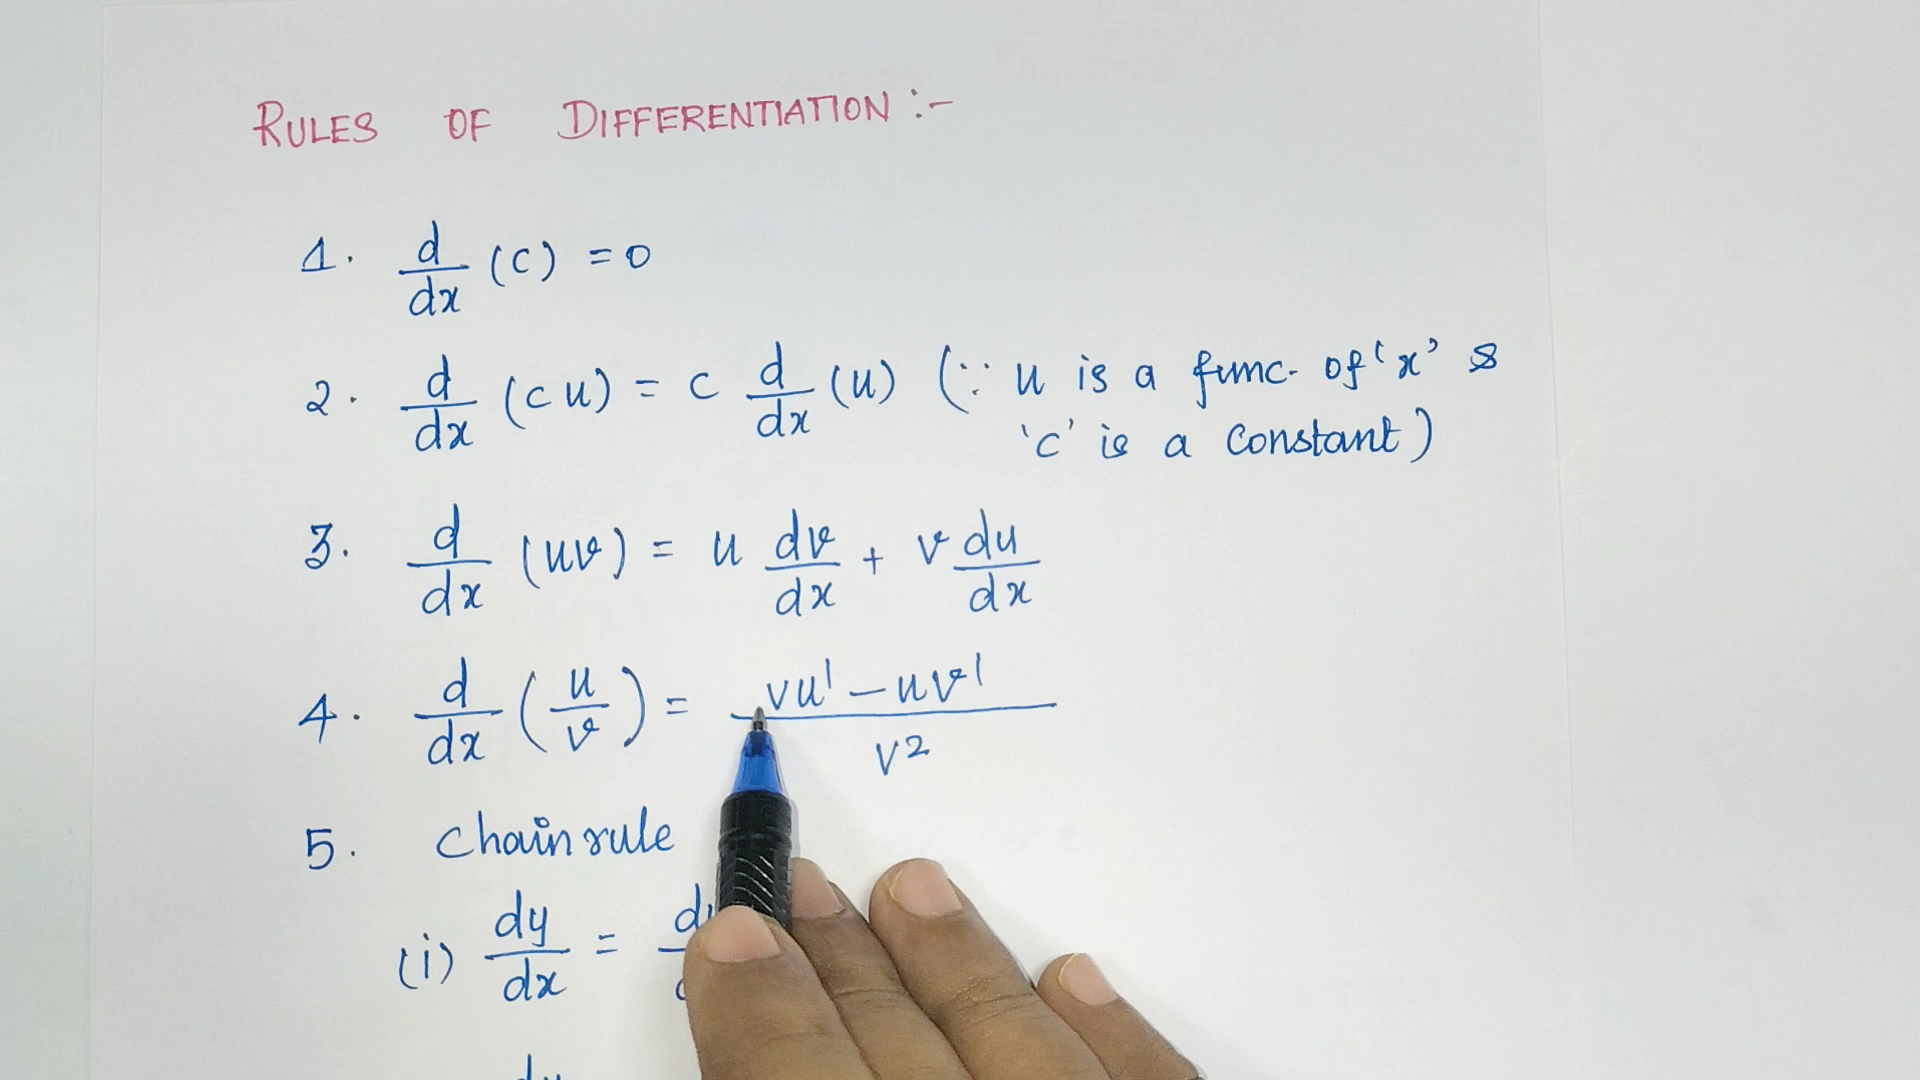 RULES OF DIFFERENTIATION :-
1. d/dx (c) = 0
2. d/dx (cu) = c d/dx (u) (∵ u is a func. of 'x' &
'c' is a constant)
3. d/dx (uv) = u dv/dx + v du/dx
4. d/dx (u/v) = vu' - uv' / v²
5. Chain rule
(i) dy/dx =